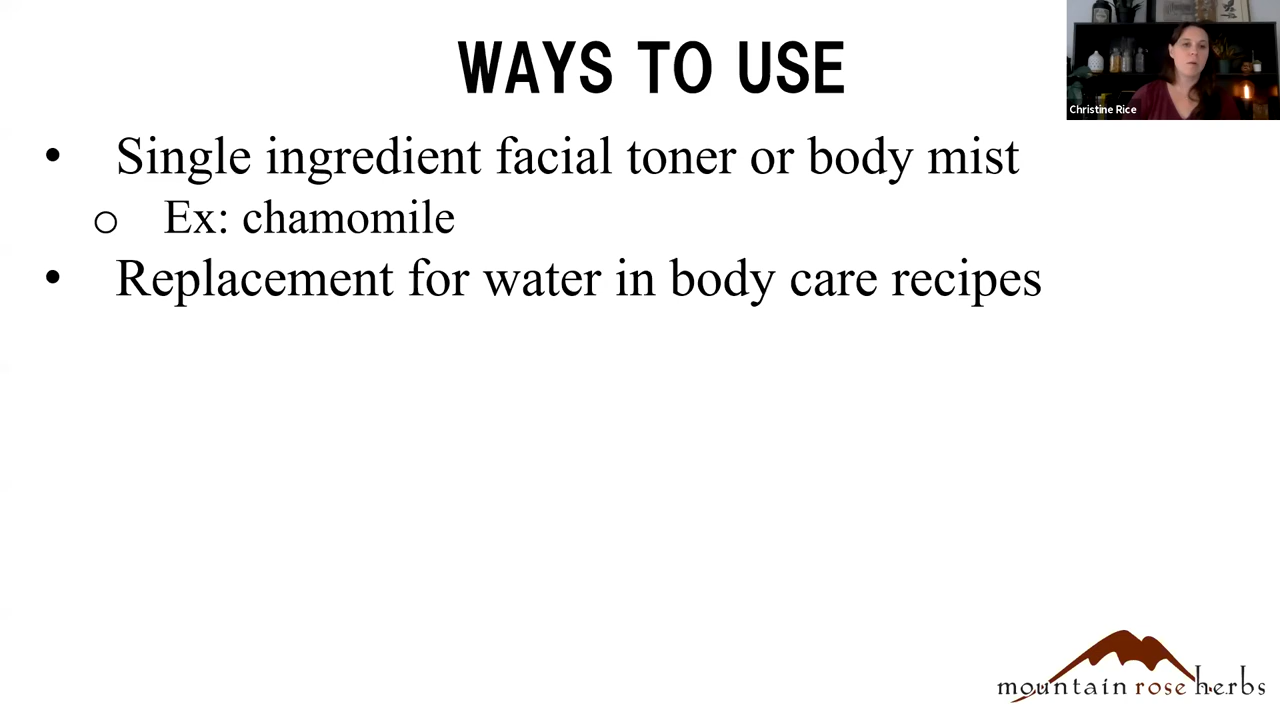 WAYS TO USE
Christine Rice
• Single ingredient facial toner or body mist
o Ex: chamomile
• Replacement for water in body care recipes
mountain rose herbs